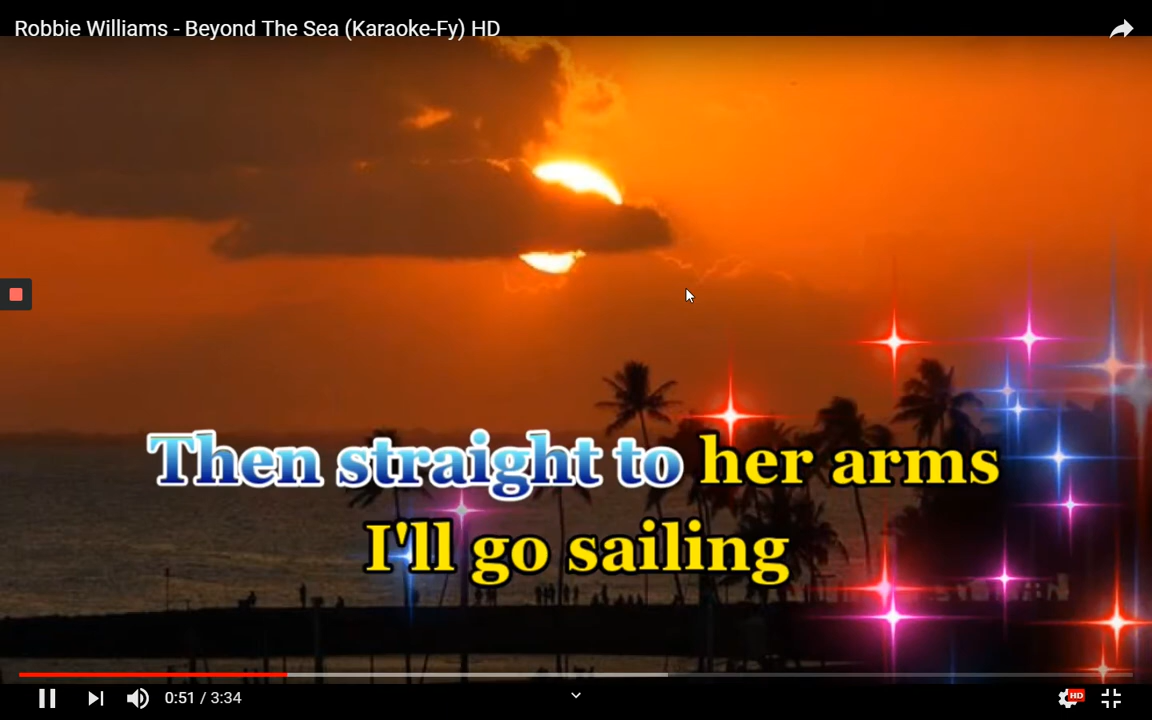 Robbie Williams - Beyond The Sea (Karaoke-Fy) HD
Then straight to her arms
I'll go sailing
0:51 / 3:34
HD